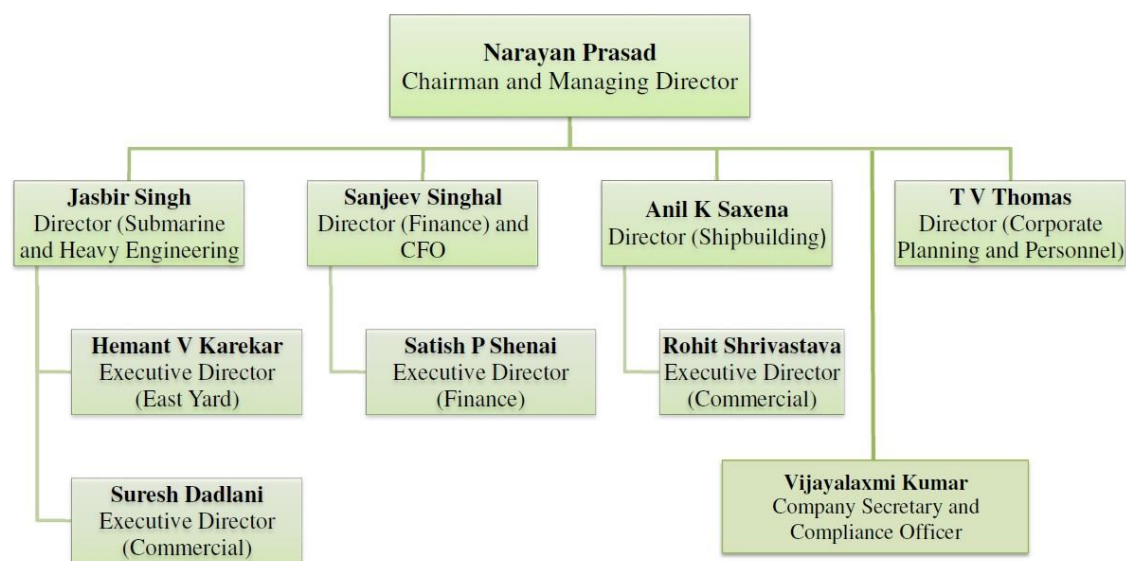 Narayan Prasad
Chairman and Managing Director
Jasbir Singh
Director (Submarine
and Heavy Engineering
Sanjeev Singhal
Director (Finance) and
CFO
Anil K Saxena
Director (Shipbuilding)
T V Thomas
Director (Corporate
Planning and Personnel)
Hemant V Karekar
Executive Director
(East Yard)
Satish P Shenai
Executive Director
(Finance)
Rohit Shrivastava
Executive Director
(Commercial)
Suresh Dadlani
Executive Director
(Commercial)
Vijayalaxmi Kumar
Company Secretary and
Compliance Officer